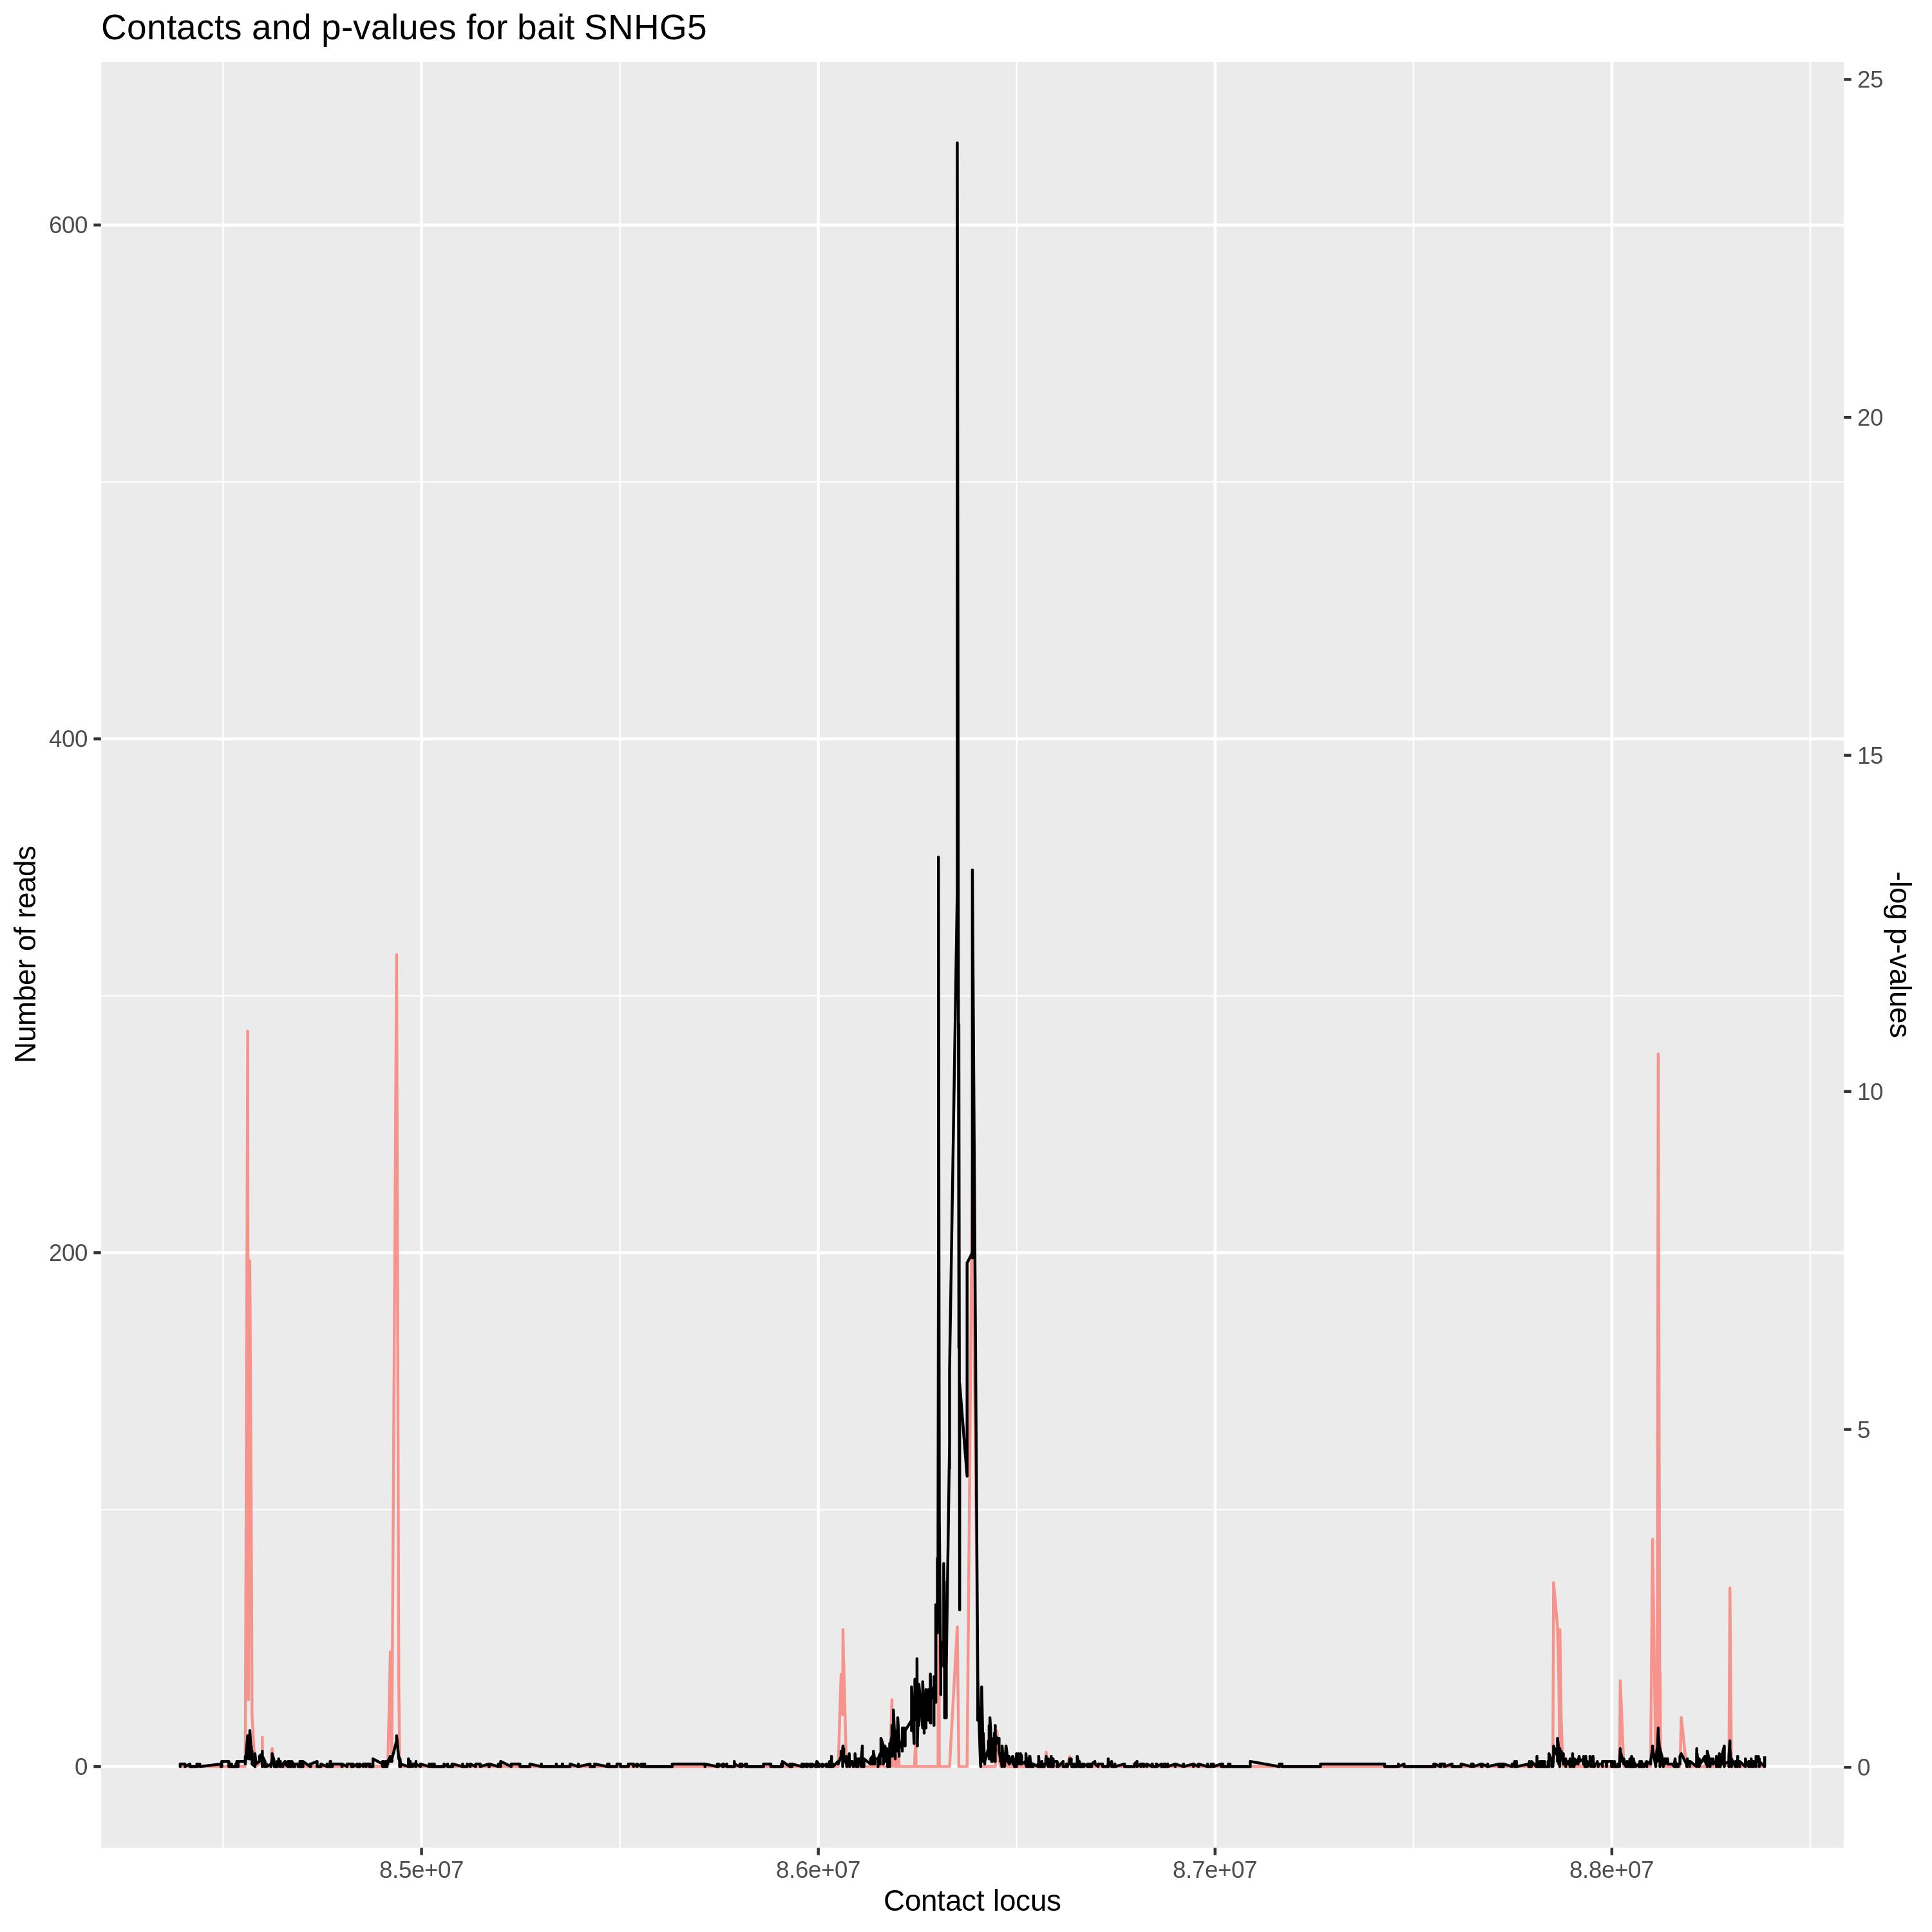 Contacts and p-values for bait SNHG5
600
400
200
0
Number of reads
25
20
15
10
5
0
-log p-values
8.5e+07
8.6e+07
8.7e+07
8.8e+07
Contact locus